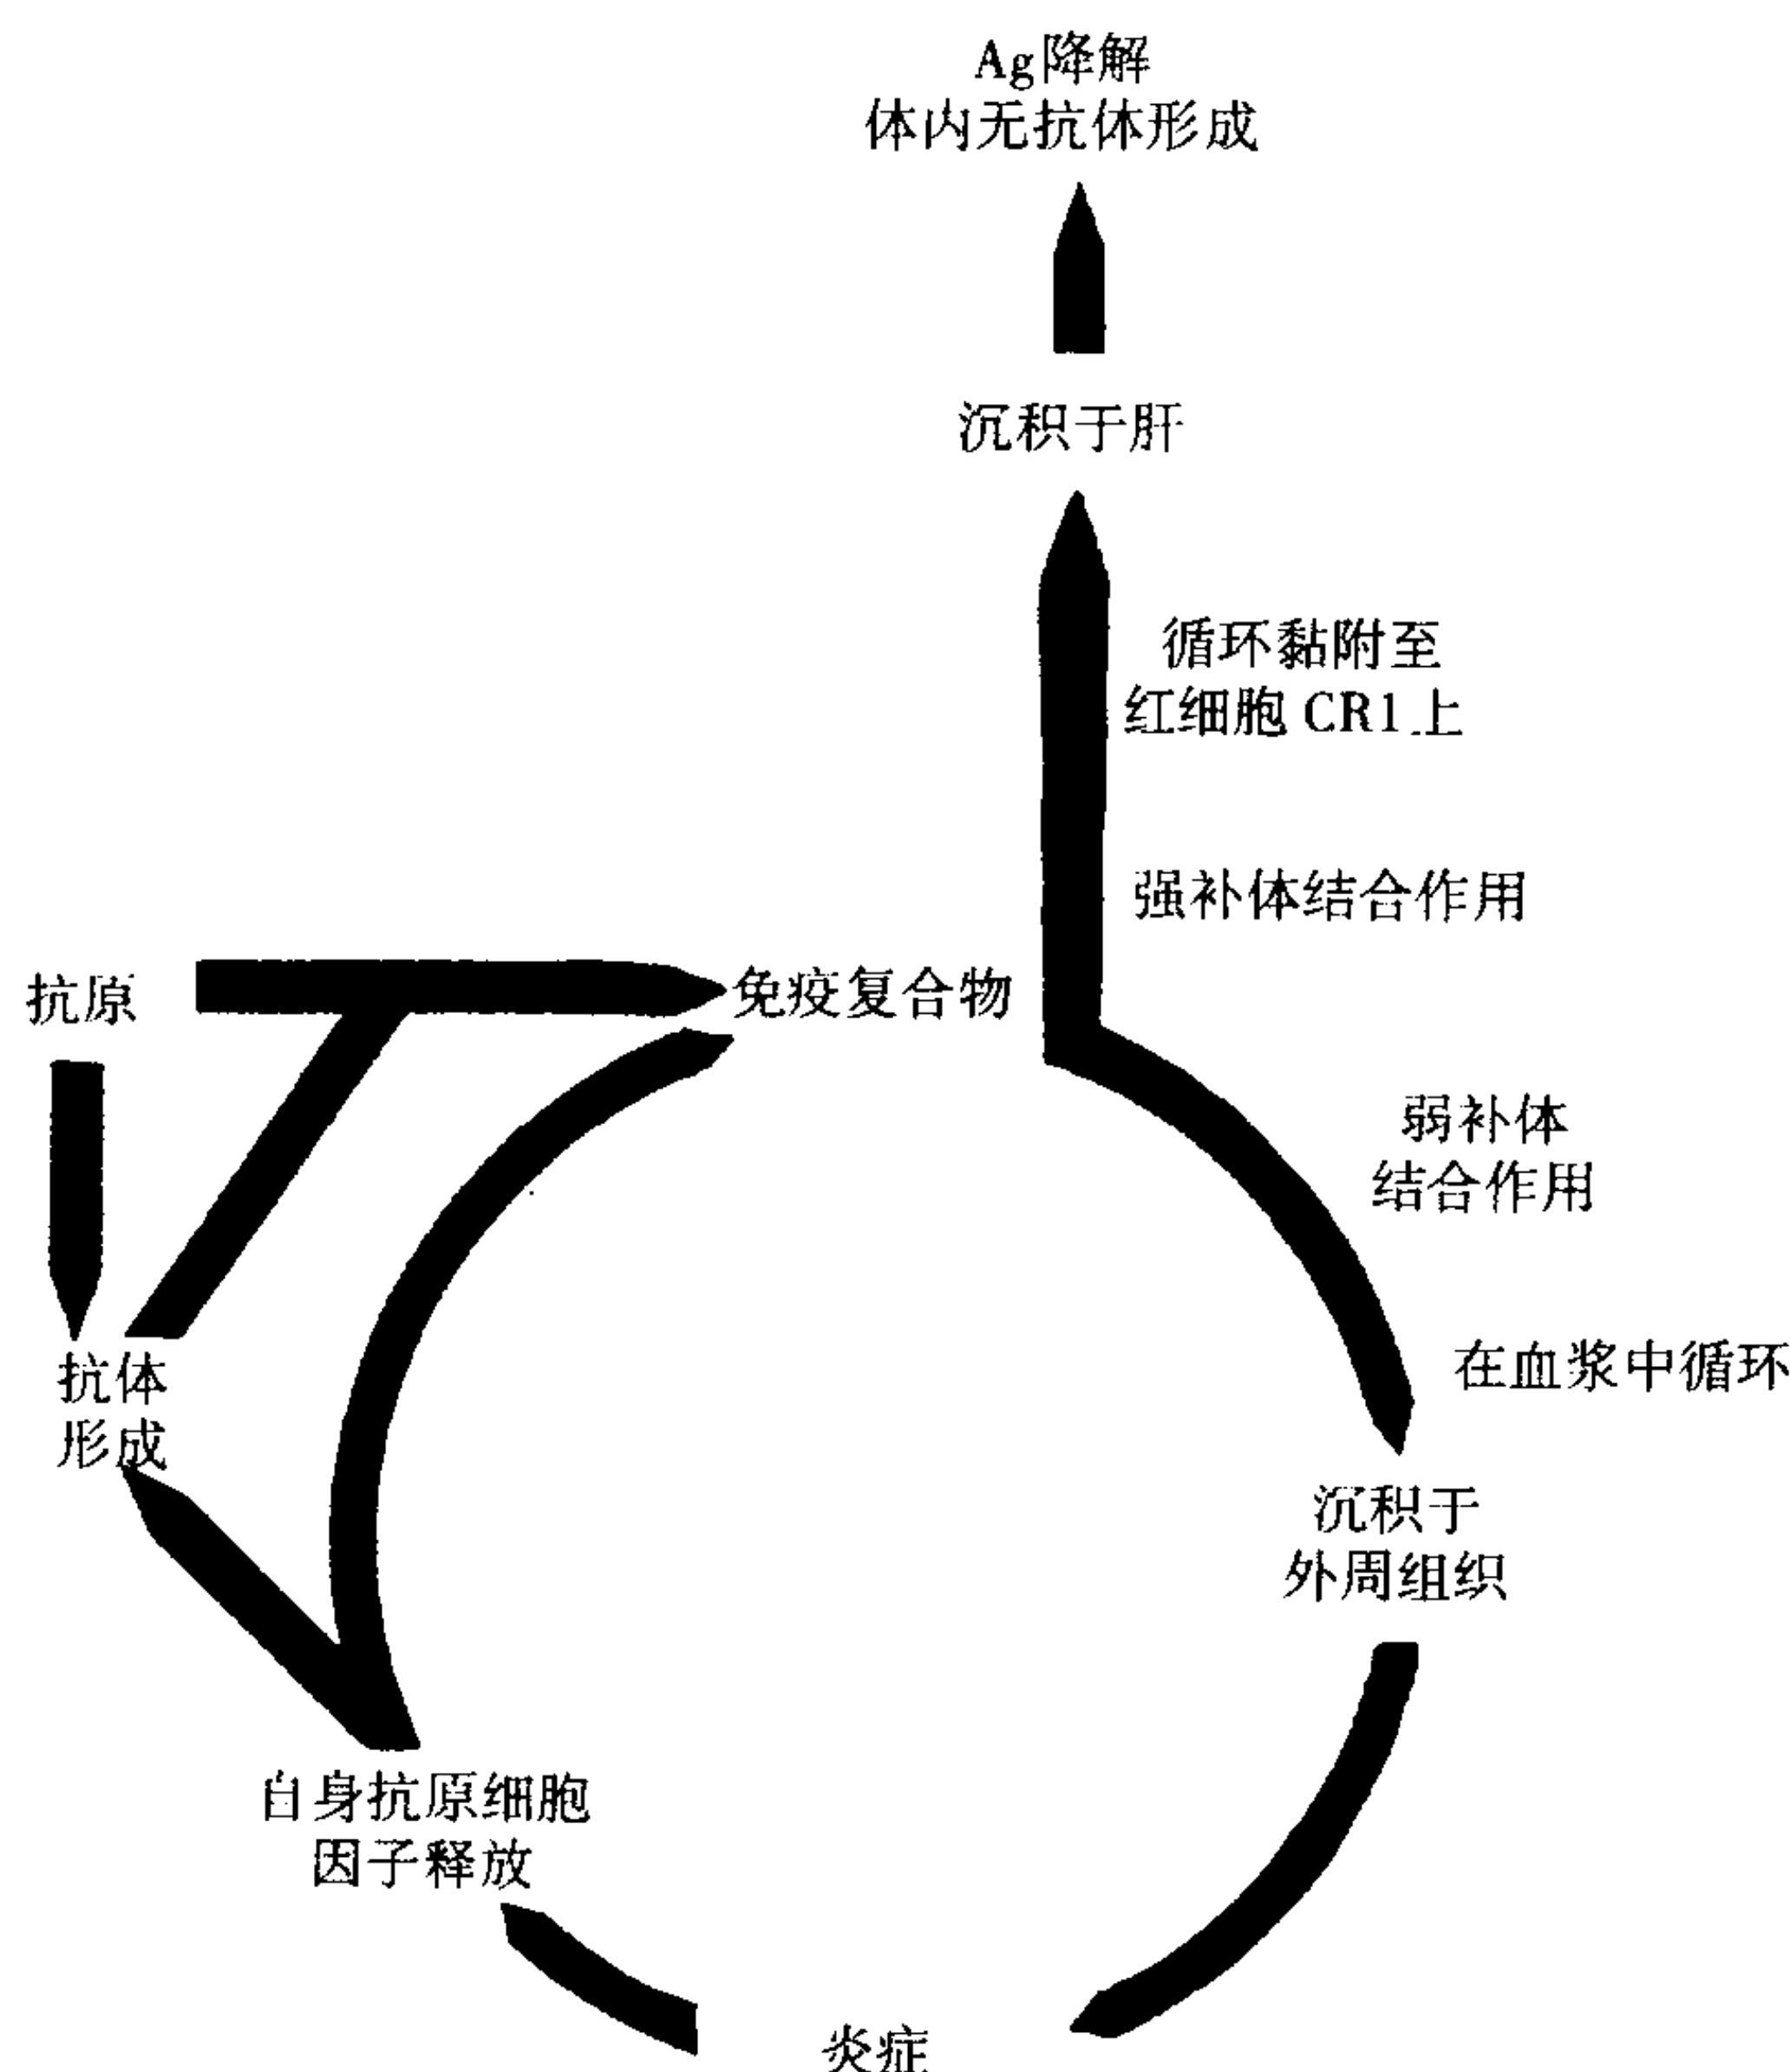 Ag降解
体内无抗体形成
沉积于肝
循环黏附至
红细胞CR1上
强补体结合作用
抗原
免疫复合物
弱补体
结合作用
在血浆中循环
抗体
形成
沉积于
外周组织
自身抗原细胞
因子释放
炎症